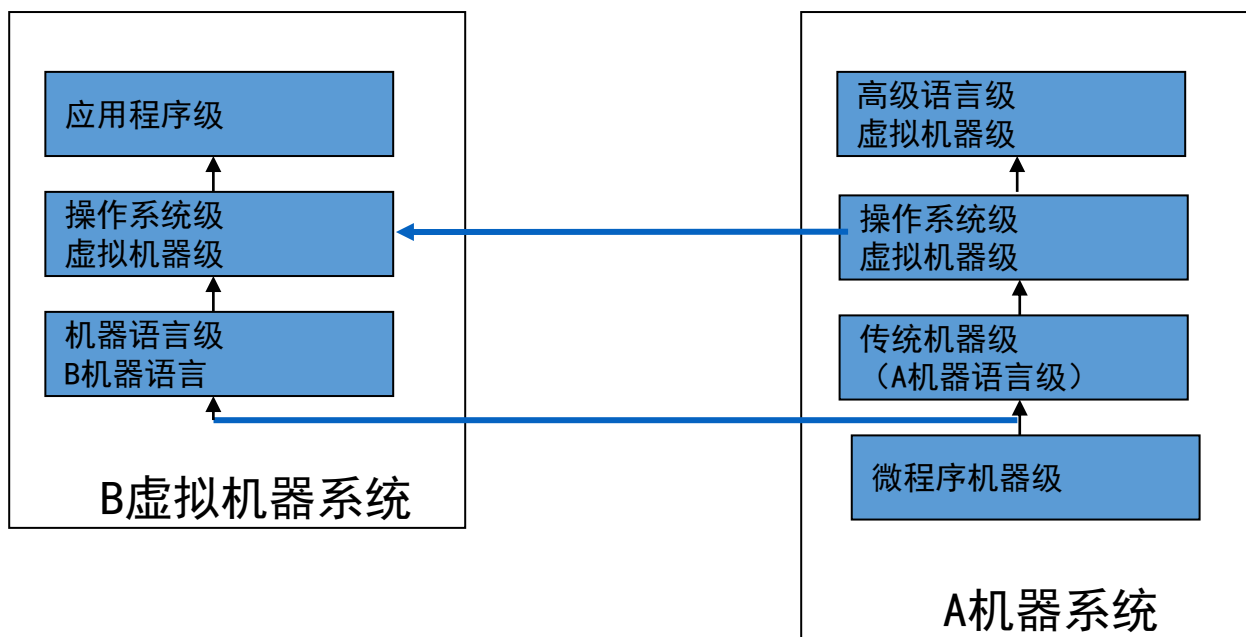 应用程序级
操作系统级
虚拟机器级
机器语言级
B机器语言
B虚拟机器系统
高级语言级
虚拟机器级
操作系统级
虚拟机器级
传统机器级
（A机器语言级）
微程序机器级
A机器系统